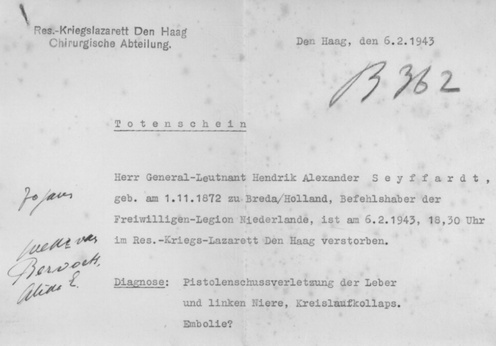 Res.-Kriegslazarett Den Haag
Chirurgische Abteilung.
Den Haag, den 6.2.1943
B 362
Totenschein
Herr General-Leutnant Hendrik Alexander Seyffardt,
geb. am 1.11.1872 zu Breda/Holland, Befehlshaber der
Freiwilligen-Legion Niederlande, ist am 6.2.1943, 18,30 Uhr
im Res.-Kriegs-Lazarett Den Haag verstorben.
Diagnose: Pistolenschussverletzung der Leber
und linken Niere, Kreislaufkollaps.
Embolie?